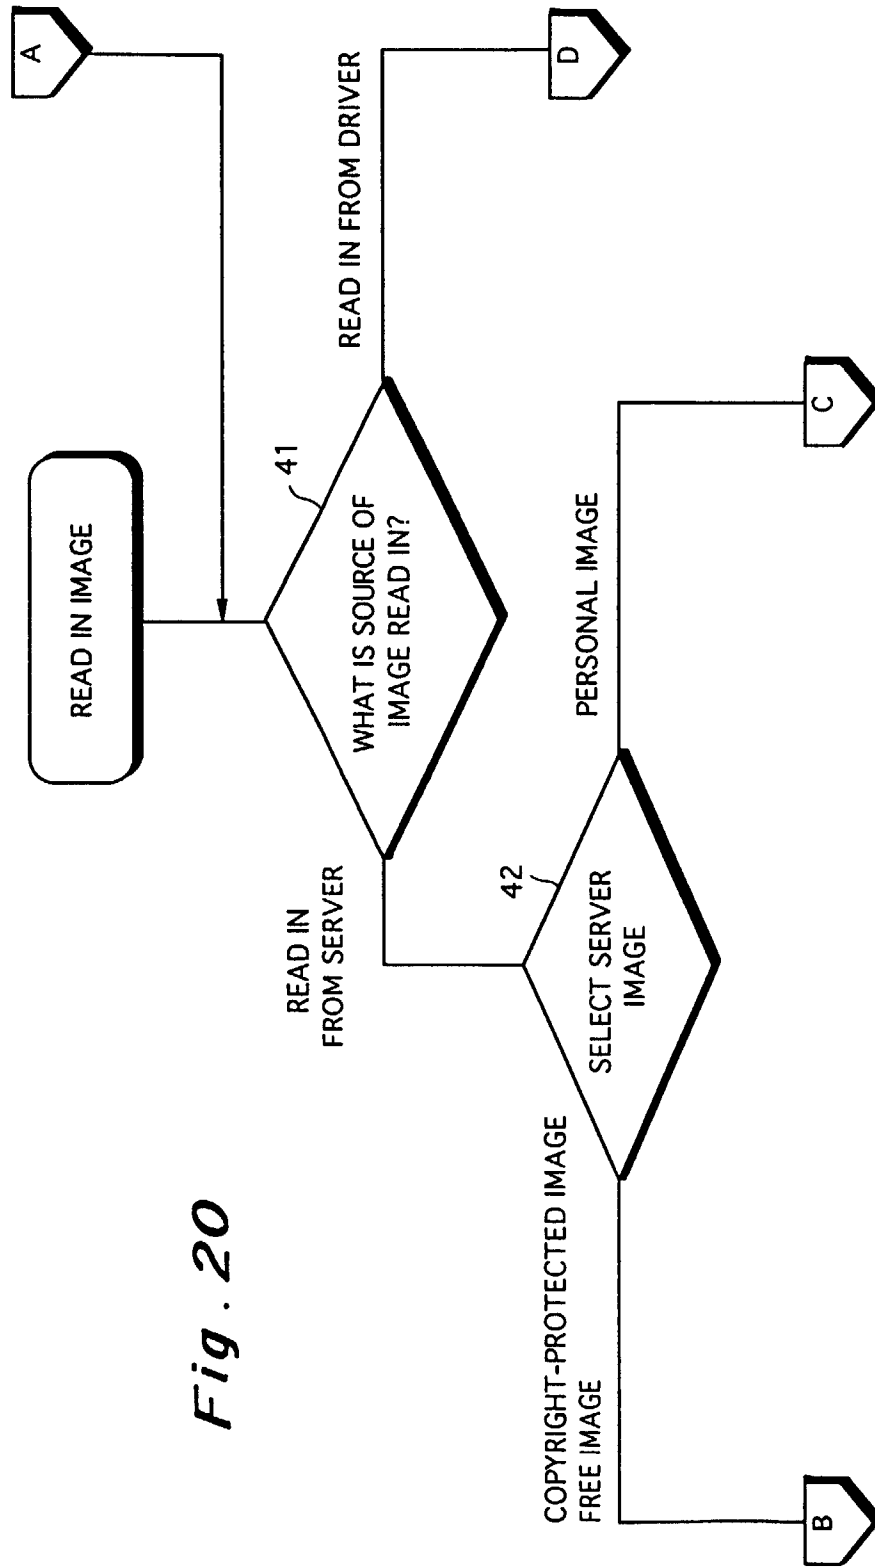 Fig. 20
READ IN IMAGE
A
WHAT IS SOURCE OF
IMAGE READ IN?
41
READ IN
FROM SERVER
READ IN FROM DRIVER
D
42
SELECT SERVER
IMAGE
COPYRIGHT-PROTECTED IMAGE
FREE IMAGE
PERSONAL IMAGE
B
C